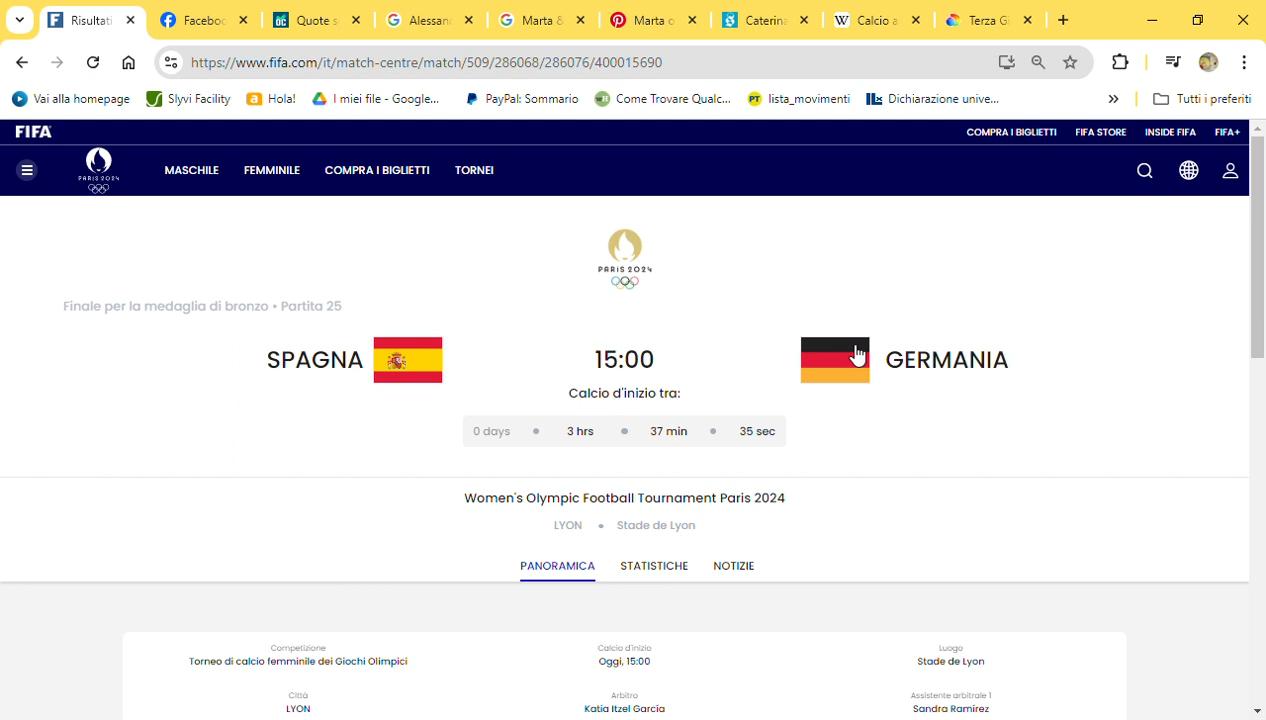 Risultati
Faceboo
Quote s
Alessan
Marta &
Marta o
Caterina
Calcio a
Terza Gi
https://www.fifa.com/it/match-centre/match/509/286068/286076/400015690
Vai alla homepage
Slyvi Facility
Hola!
I miei file - Google...
PayPal: Sommario
Come Trovare Qualc...
lista_movimenti
Dichiarazione unive...
Tutti i preferiti
FIFA
COMPRA I BIGLIETTI
FIFA STORE
INSIDE FIFA
FIFA+
PARIS 2024
MASCHILE
FEMMINILE
COMPRA I BIGLIETTI
TORNEI
PARIS 2024
Finale per la medaglia di bronzo • Partita 25
SPAGNA
15:00
GERMANIA
Calcio d'inizio tra:
0 days • 3 hrs • 37 min • 35 sec
Women's Olympic Football Tournament Paris 2024
LYON • Stade de Lyon
PANORAMICA
STATISTICHE
NOTIZIE
Competizione
Torneo di calcio femminile dei Giochi Olimpici
Calcio d'inizio
Oggi, 15:00
Luogo
Stade de Lyon
Città
LYON
Arbitro
Katia Itzel García
Assistente arbitrale 1
Sandra Ramírez